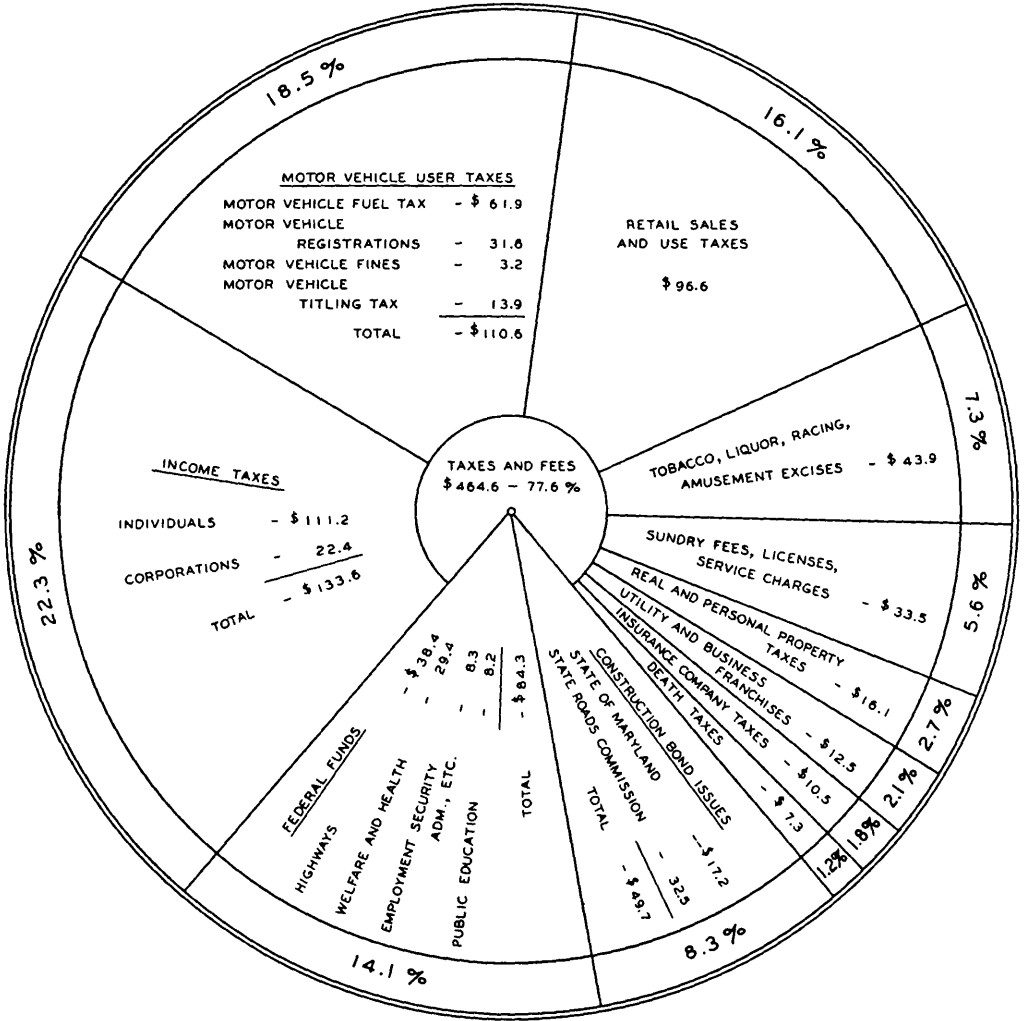 18.5 %
MOTOR VEHICLE USER TAXES
MOTOR VEHICLE FUEL TAX - $ 61.9
MOTOR VEHICLE
REGISTRATIONS - 31.6
MOTOR VEHICLE FINES - 3.2
MOTOR VEHICLE
TITLING TAX - 13.9
TOTAL - $110.6
16.1 %
RETAIL SALES
AND USE TAXES
$ 96.6
7.3 %
TOBACCO, LIQUOR, RACING,
AMUSEMENT EXCISES - $ 43.9
TAXES AND FEES
$ 464.6 - 77.6 %
5.6 %
SUNDRY FEES, LICENSES,
SERVICE CHARGES - $ 33.5
2.7 %
REAL AND PERSONAL PROPERTY
TAXES - $16.1
2.1 %
UTILITY AND BUSINESS
FRANCHISES - $12.5
1.8%
INSURANCE COMPANY TAXES - $10.5
1.2%
DEATH TAXES - $ 7.3
8.3 %
CONSTRUCTION BOND ISSUES
STATE OF MARYLAND -- $17.2
STATE ROADS COMMISSION - 32.5
TOTAL - $49.7
14.1 %
FEDERAL FUNDS
HIGHWAYS - $ 38.4
WELFARE AND HEALTH - 29.4
EMPLOYMENT SECURITY
ADM., ETC. - 8.3
PUBLIC EDUCATION - 8.2
TOTAL - $ 84.3
22.3 %
INCOME TAXES
INDIVIDUALS - $ 111.2
CORPORATIONS - 22.4
TOTAL - $ 133.6